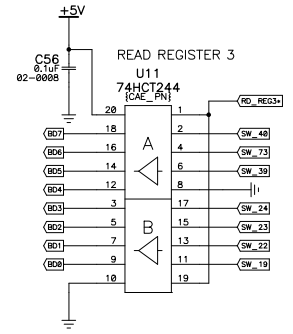 +5V
READ REGISTER 3
C56
0.1uF
02-0008
U11
74HCT244
{CAE_PN}
RD_REG3*
20 1
BD7 18 A 2 SW_40
BD6 16 4 SW_73
BD5 14 6 SW_39
BD4 12 8
BD3 3 17 SW_24
BD2 5 B 15 SW_23
BD1 7 13 SW_22
BD0 9 11 SW_19
10 19